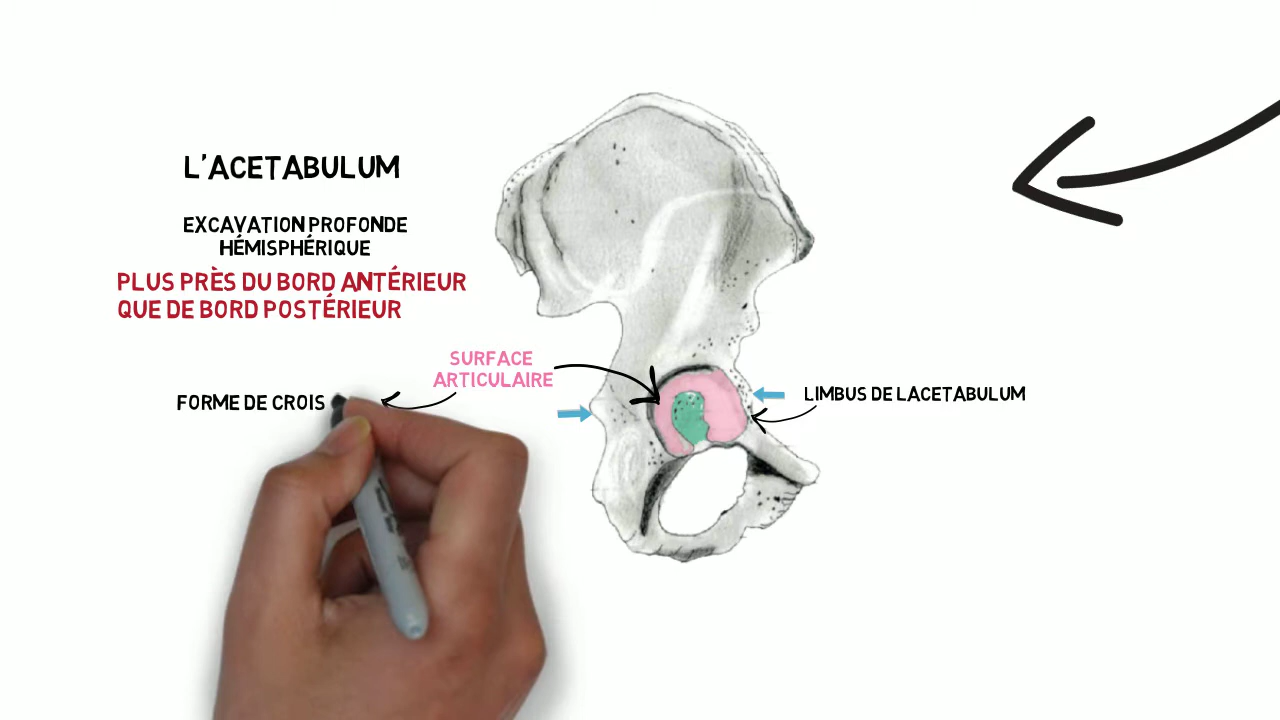 L'ACETABULUM
EXCAVATION PROFONDE
HÉMISPHÉRIQUE
PLUS PRÈS DU BORD ANTÉRIEUR
QUE DE BORD POSTÉRIEUR
SURFACE
ARTICULAIRE
FORME DE CROIS
LIMBUS DE LACETABULUM